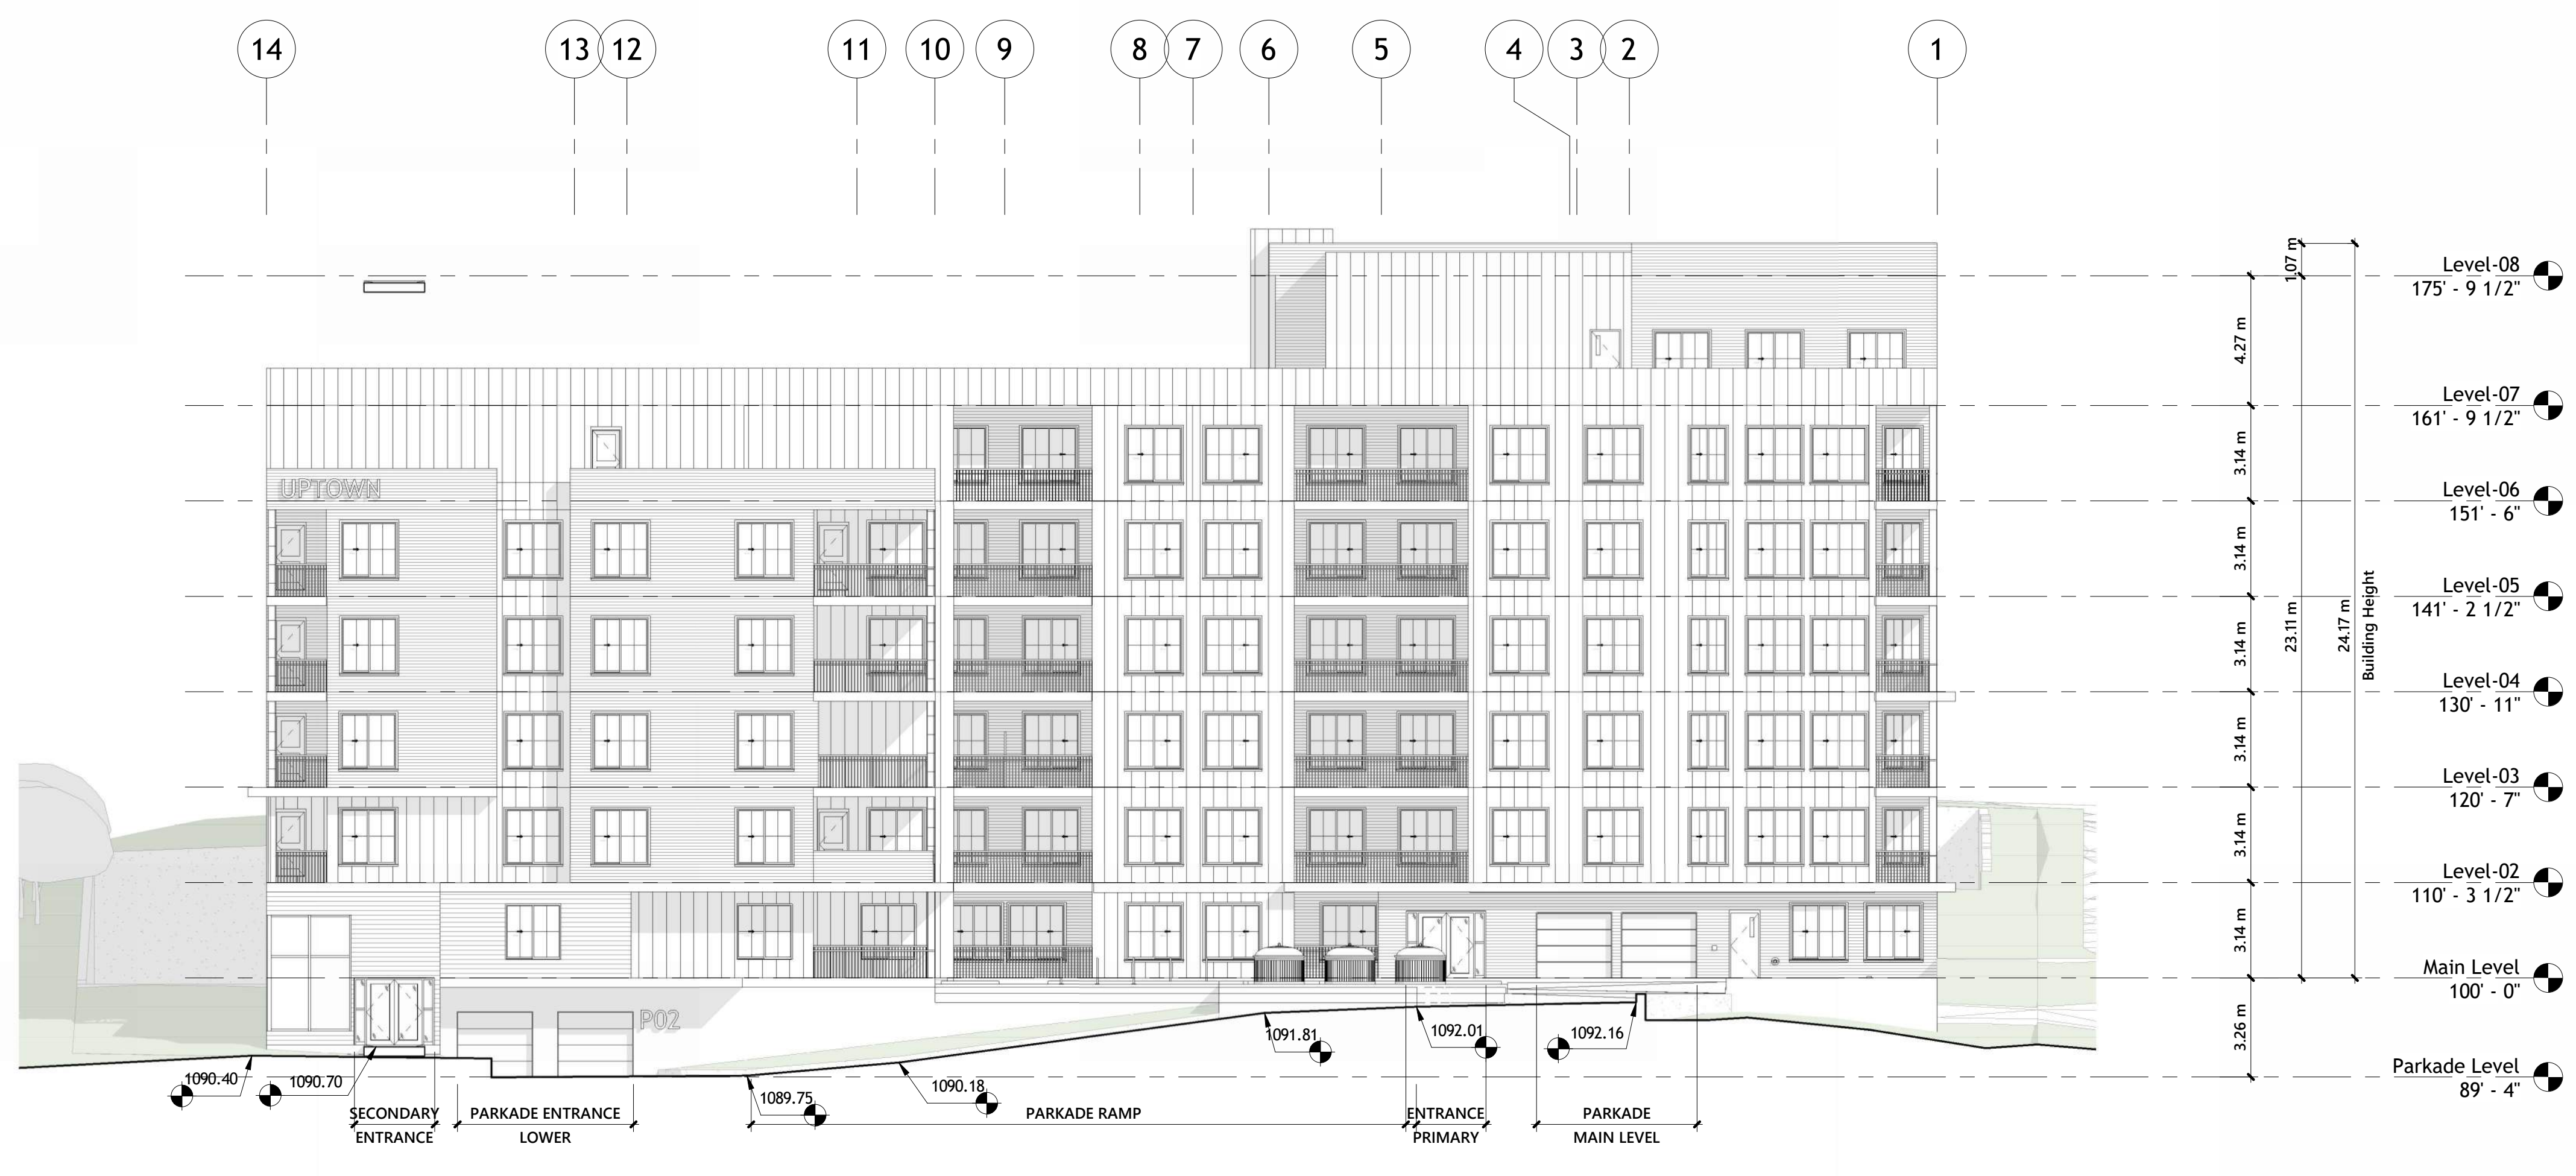 14 13 12 11 10 9 8 7 6 5 4 3 2 1
1.07 m
Level-08
175' - 9 1/2"
4.27 m
Level-07
161' - 9 1/2"
3.14 m
UPTOWN
Level-06
151' - 6"
3.14 m
Level-05
141' - 2 1/2"
3.14 m
23.11 m
24.17 m
Building Height
Level-04
130' - 11"
3.14 m
Level-03
120' - 7"
3.14 m
Level-02
110' - 3 1/2"
3.14 m
Main Level
100' - 0"
P02
3.26 m
1091.81
1092.01
1092.16
Parkade Level
89' - 4"
1090.40
1090.70
1089.75
1090.18
SECONDARY
ENTRANCE
PARKADE ENTRANCE
LOWER
PARKADE RAMP
ENTRANCE
PRIMARY
PARKADE
MAIN LEVEL